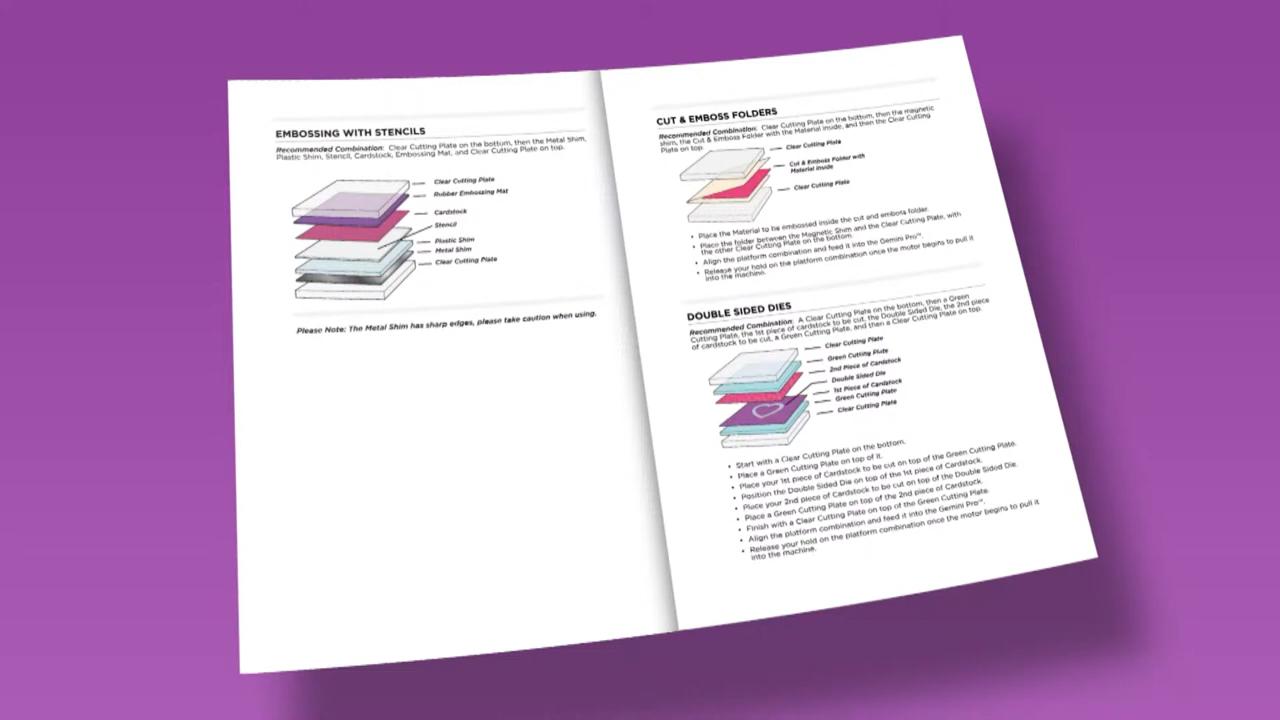 EMBOSSING WITH STENCILS
Recommended Combination: Clear Cutting Plate on the bottom, then the Metal Shim,
Plastic Shim, Stencil, Cardstock, Embossing Mat, and Clear Cutting Plate on top.
Clear Cutting Plate
Rubber Embossing Mat
Cardstock
Stencil
Plastic Shim
Metal Shim
Clear Cutting Plate
Please Note: The Metal Shim has sharp edges, please take caution when using.
CUT & EMBOSS FOLDERS
Recommended Combination: Clear Cutting Plate on the bottom, then the magnetic
shim, the Cut & Emboss Folder with the Material inside, and then the Clear Cutting
Plate on top.
Clear Cutting Plate
Cut & Emboss Folder with
Material inside
Clear Cutting Plate
• Place the Material to be embossed inside the cut and emboss folder.
• Place the folder between the Magnetic Shim and the Clear Cutting Plate, with
the other Clear Cutting Plate on the bottom.
• Align the platform combination and feed it into the Gemini Pro™.
• Release your hold on the platform combination once the motor begins to pull it
into the machine.
DOUBLE SIDED DIES
Recommended Combination: A Clear Cutting Plate on the bottom, then a Green
Cutting Plate, the 1st piece of cardstock to be cut, the Double Sided Die, the 2nd piece
of cardstock to be cut, a Green Cutting Plate, and then a Clear Cutting Plate on top.
Clear Cutting Plate
Green Cutting Plate
2nd Piece of Cardstock
Double Sided Die
1st Piece of Cardstock
Green Cutting Plate
Clear Cutting Plate
• Start with a Clear Cutting Plate on the bottom.
• Place a Green Cutting Plate on top of it.
• Place your 1st piece of Cardstock to be cut on top of the Green Cutting Plate.
• Position the Double Sided Die on top of the 1st piece of Cardstock.
• Place your 2nd piece of Cardstock to be cut on top of the Double Sided Die.
• Place a Green Cutting Plate on top of the 2nd piece of Cardstock.
• Finish with a Clear Cutting Plate on top of the Green Cutting Plate.
• Align the platform combination and feed it into the Gemini Pro™.
• Release your hold on the platform combination once the motor begins to pull it
into the machine.